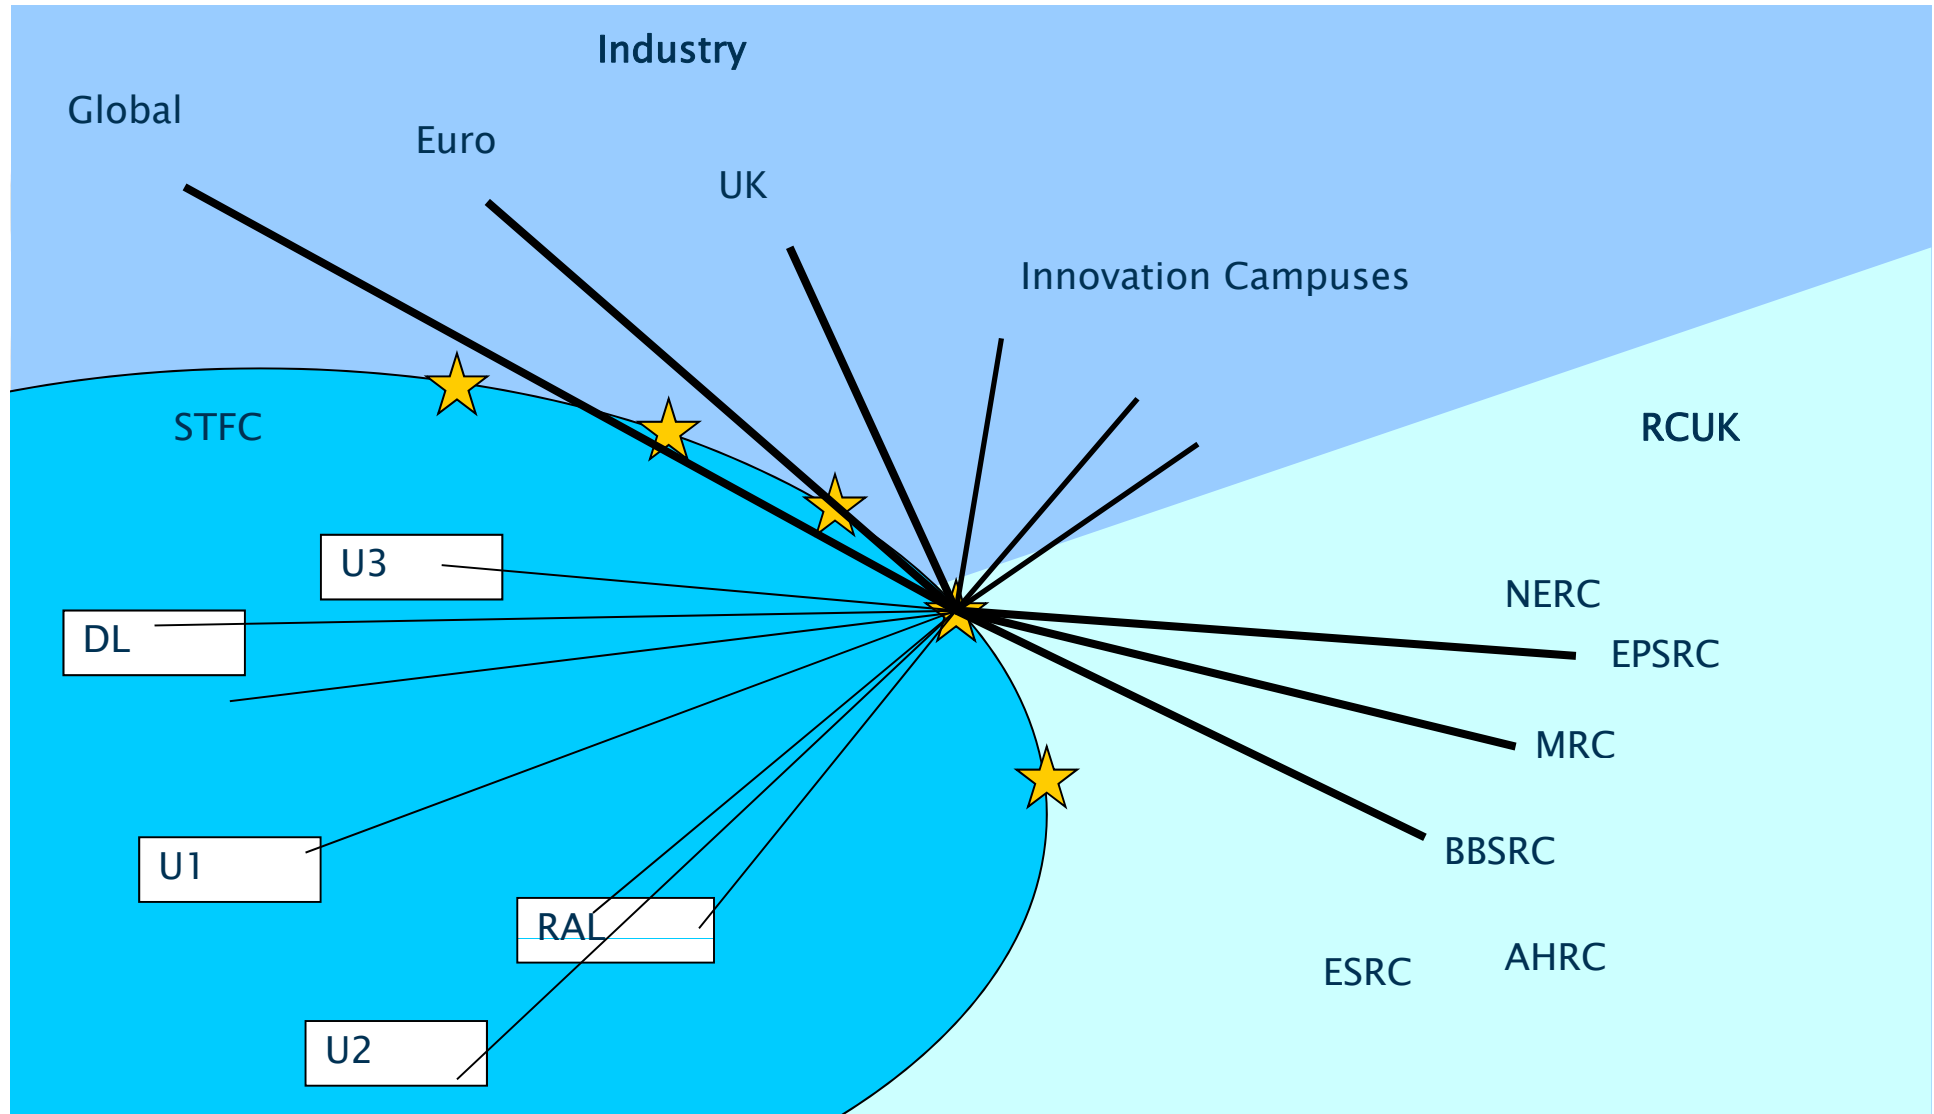 Industry
Global
Euro
UK
Innovation Campuses
STFC
RCUK
U3
NERC
DL
EPSRC
MRC
U1
BBSRC
RAL
AHRC
ESRC
U2